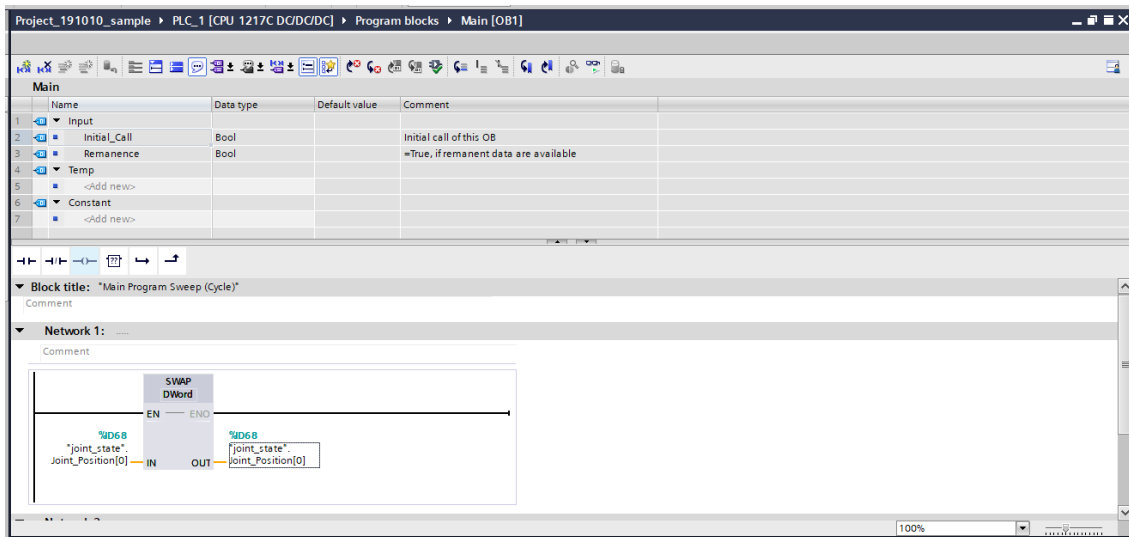 Project_191010_sample ▸ PLC_1 [CPU 1217C DC/DC/DC] ▸ Program blocks ▸ Main [OB1]
Main
Name Data type Default value Comment
1 Input
2 Initial_Call Bool Initial call of this OB
3 Remanence Bool =True, if remanent data are available
4 Temp
5 <Add new>
6 Constant
7 <Add new>
??
Block title: "Main Program Sweep (Cycle)"
Comment
Network 1: .....
Comment
SWAP
DWord
EN ENO
%ID68 %ID68
"joint_state". "joint_state".
Joint_Position[0] IN OUT Joint_Position[0]
100%